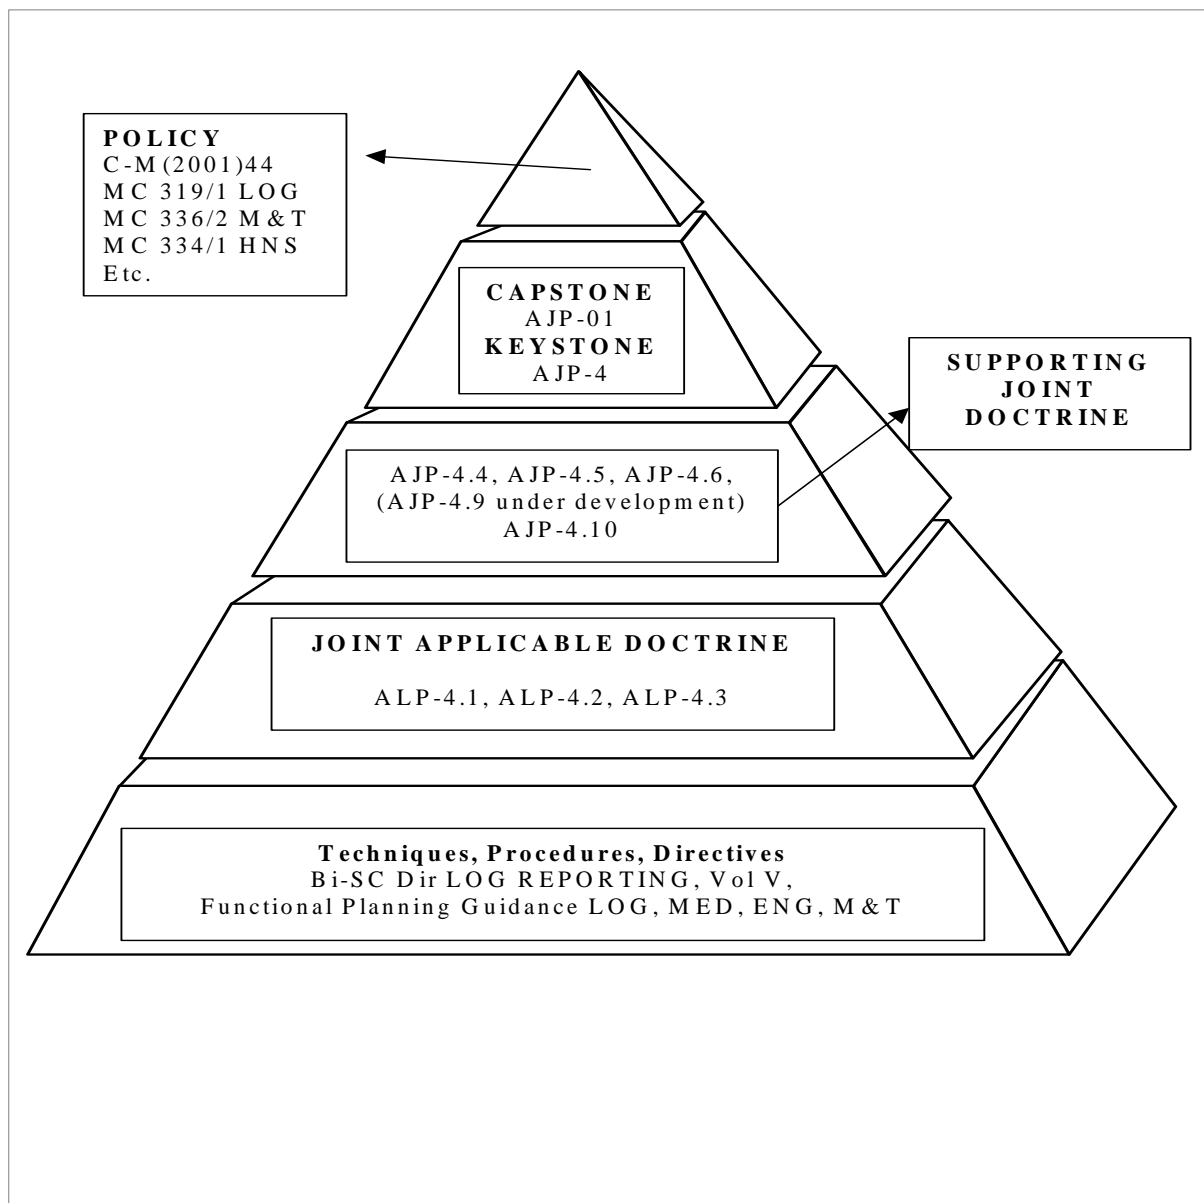 POLICY
C-M(2001)44
MC 319/1 LOG
MC 336/2 M&T
MC 334/1 HNS
Etc.
CAPSTONE
AJP-01
KEYSTONE
AJP-4
SUPPORTING
JOINT
DOCTRINE
AJP-4.4, AJP-4.5, AJP-4.6,
(AJP-4.9 under development)
AJP-4.10
JOINT APPLICABLE DOCTRINE
ALP-4.1, ALP-4.2, ALP-4.3
Techniques, Procedures, Directives
Bi-SC Dir LOG REPORTING, Vol V,
Functional Planning Guidance LOG, MED, ENG, M&T